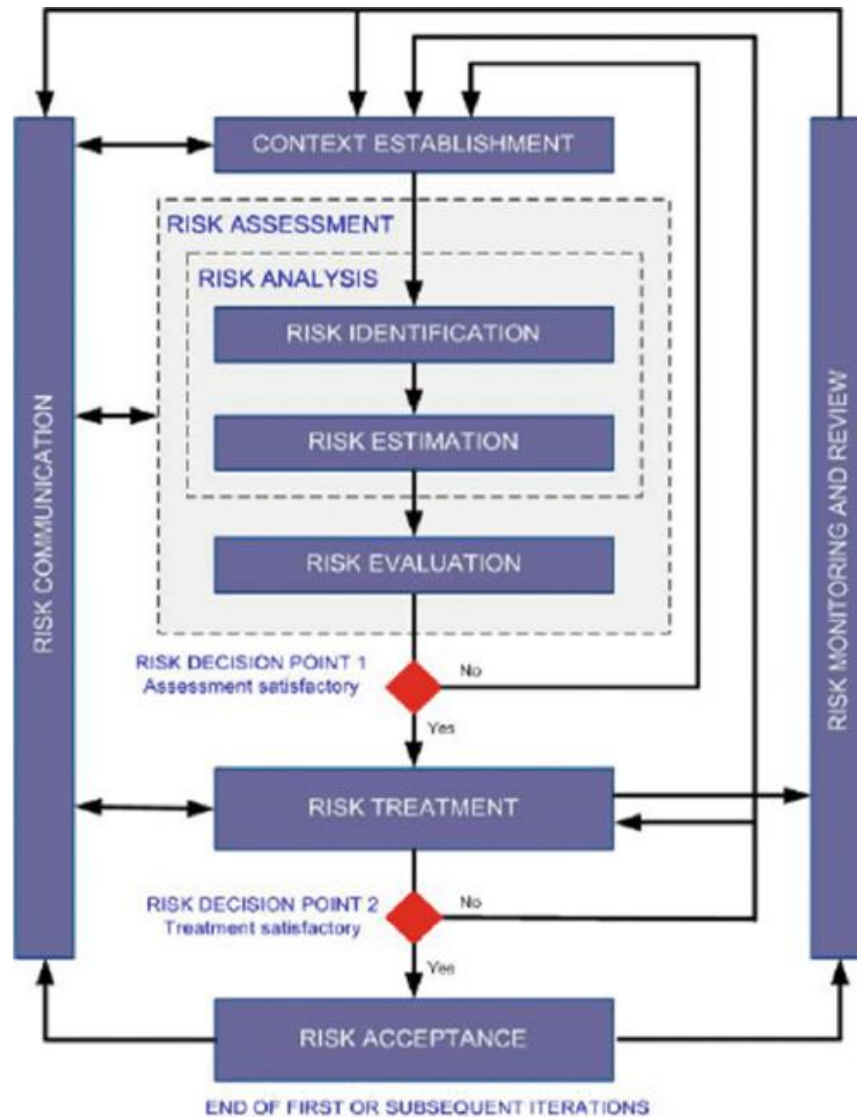 CONTEXT ESTABLISHMENT
RISK ASSESSMENT
RISK ANALYSIS
RISK IDENTIFICATION
RISK ESTIMATION
RISK EVALUATION
RISK COMMUNICATION
RISK MONITORING AND REVIEW
RISK DECISION POINT 1
Assessment satisfactory
No
Yes
RISK TREATMENT
RISK DECISION POINT 2
Treatment satisfactory
No
Yes
RISK ACCEPTANCE
END OF FIRST OR SUBSEQUENT ITERATIONS